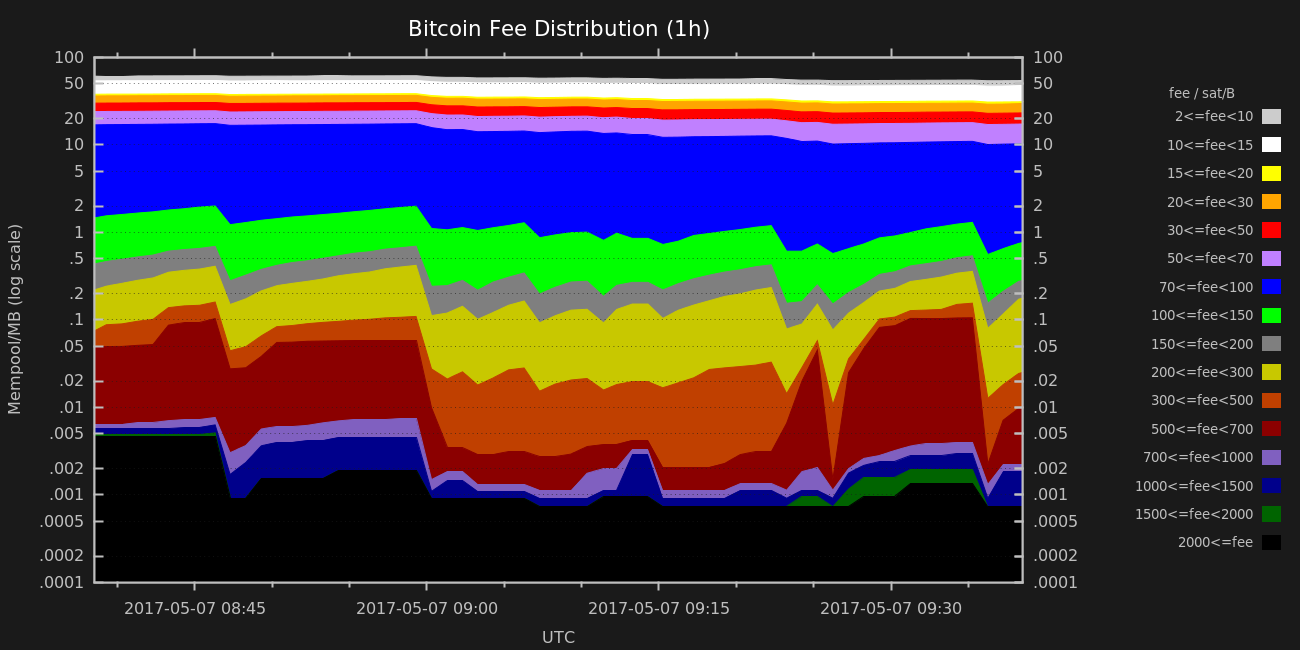 Bitcoin Fee Distribution (1h)
Mempool/MB (log scale)
100
50
20
10
5
2
1
.5
.2
.1
.05
.02
.01
.005
.002
.001
.0005
.0002
.0001
100
50
20
10
5
2
1
.5
.2
.1
.05
.02
.01
.005
.002
.001
.0005
.0002
.0001
2017-05-07 08:45
2017-05-07 09:00
2017-05-07 09:15
2017-05-07 09:30
UTC
fee / sat/B
2<=fee<10
10<=fee<15
15<=fee<20
20<=fee<30
30<=fee<50
50<=fee<70
70<=fee<100
100<=fee<150
150<=fee<200
200<=fee<300
300<=fee<500
500<=fee<700
700<=fee<1000
1000<=fee<1500
1500<=fee<2000
2000<=fee